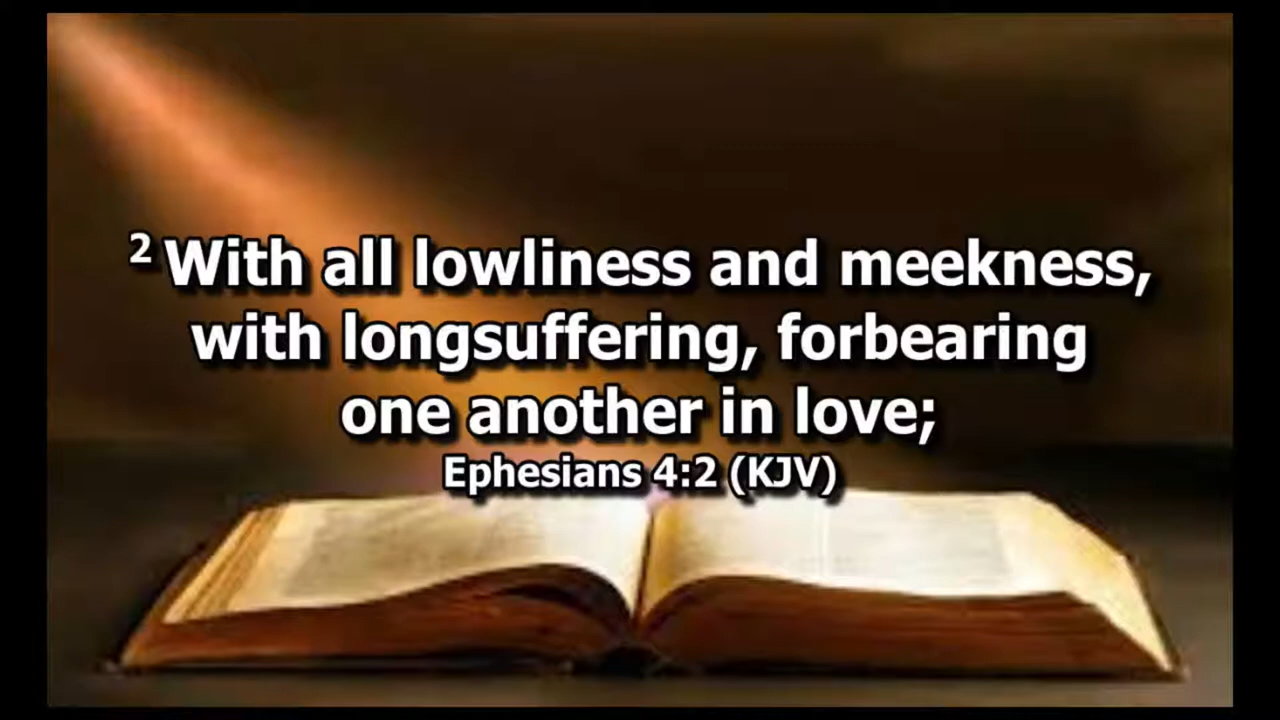 2 With all lowliness and meekness,
with longsuffering, forbearing
one another in love;
Ephesians 4:2 (KJV)